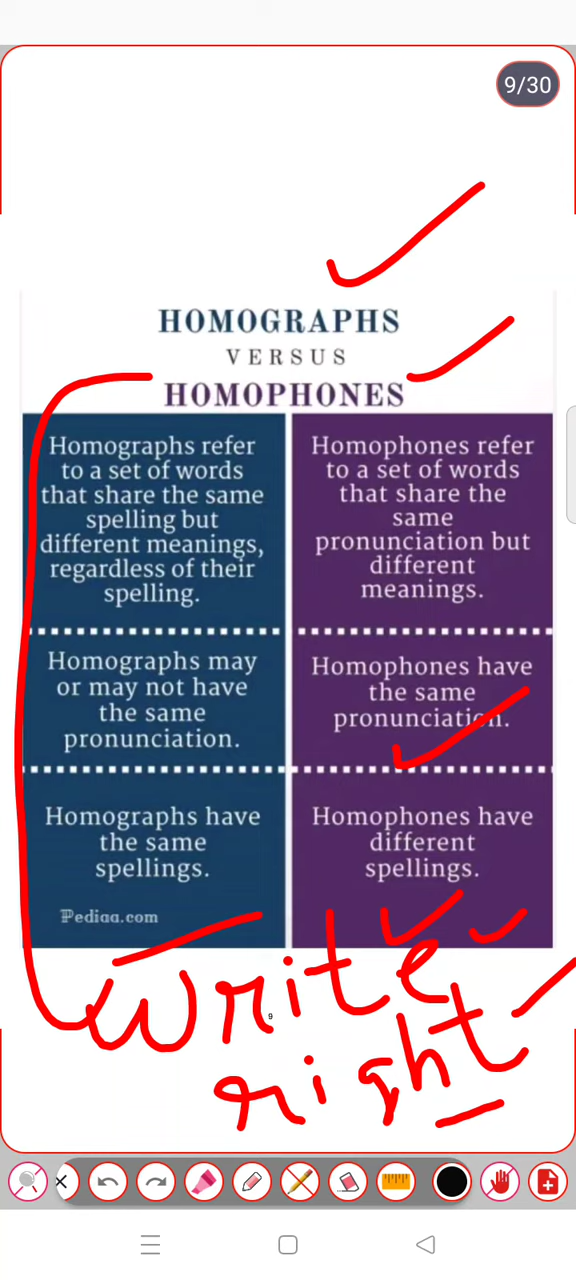 9/30
HOMOGRAPHS
VERSUS
HOMOPHONES
Homographs refer
to a set of words
that share the same
spelling but
different meanings,
regardless of their
spelling.
Homophones refer
to a set of words
that share the
same
pronunciation but
different
meanings.
Homographs may
or may not have
the same
pronunciation.
Homophones have
the same
pronunciation.
Homographs have
the same
spellings.
Homophones have
different
spellings.
Pediaa.com
write
9
right